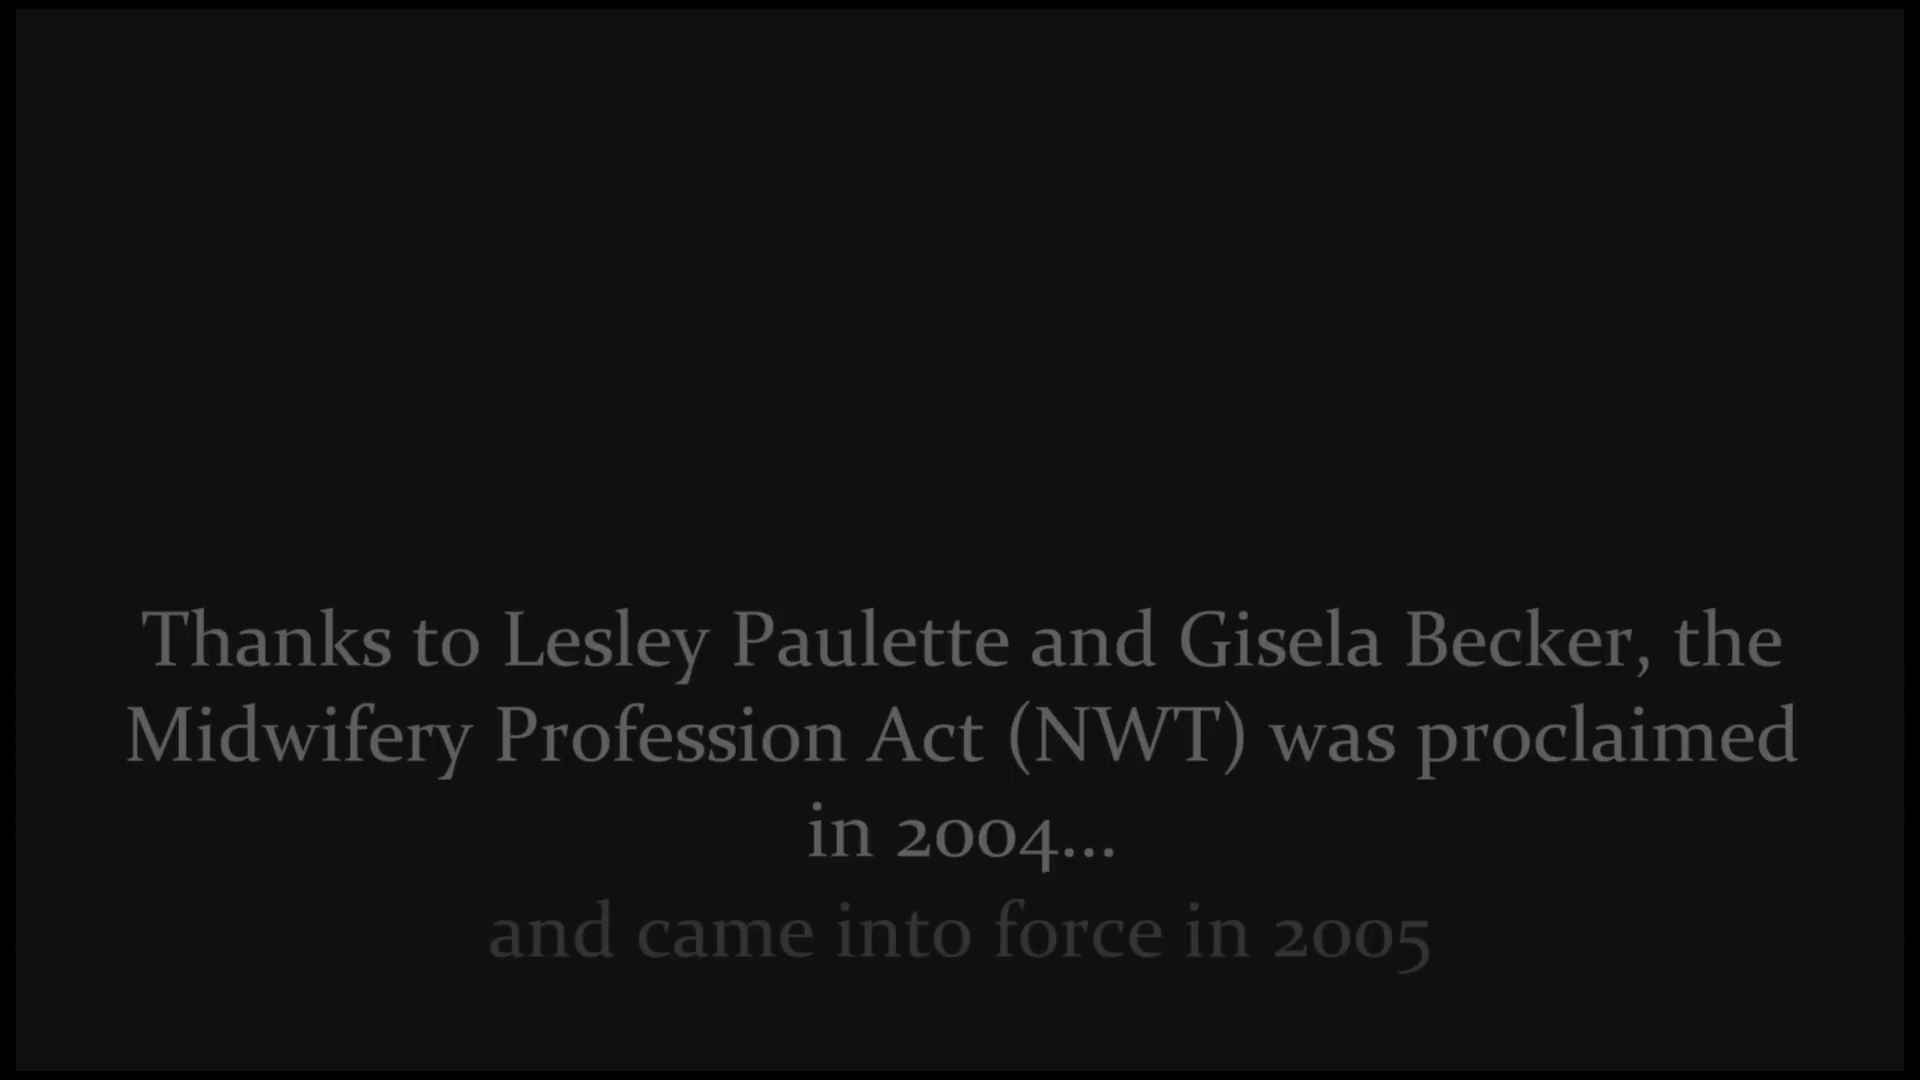 Thanks to Lesley Paulette and Gisela Becker, the
Midwifery Profession Act (NWT) was proclaimed
in 2004...
and came into force in 2005